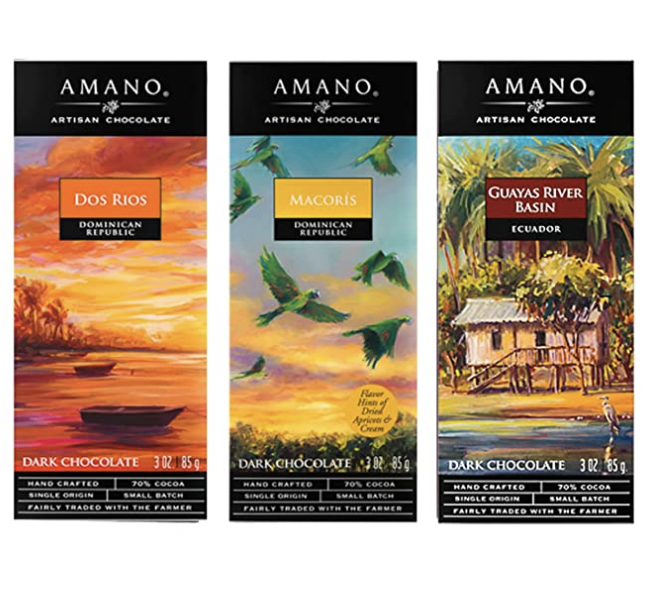 AMANO®
ARTISAN CHOCOLATE
DOS RIOS
DOMINICAN
REPUBLIC
DARK CHOCOLATE 3 OZ 85 g
HAND CRAFTED 70% COCOA
SINGLE ORIGIN SMALL BATCH
FAIRLY TRADED WITH THE FARMER
AMANO®
ARTISAN CHOCOLATE
MACORÍS
DOMINICAN
REPUBLIC
Flavor
Hints of
Dried
Apricots &
Cream
DARK CHOCOLATE 3 OZ 85 g
HAND CRAFTED 70% COCOA
SINGLE ORIGIN SMALL BATCH
FAIRLY TRADED WITH THE FARMER
AMANO®
ARTISAN CHOCOLATE
GUAYAS RIVER
BASIN
ECUADOR
DARK CHOCOLATE 3 OZ 85 g
HAND CRAFTED 70% COCOA
SINGLE ORIGIN SMALL BATCH
FAIRLY TRADED WITH THE FARMER